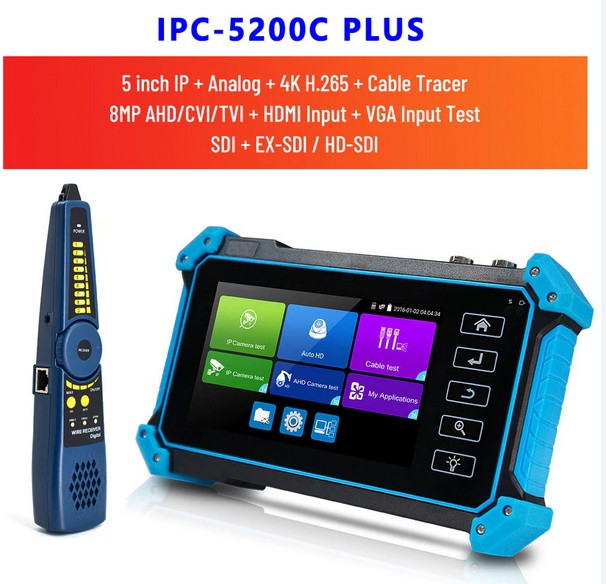 IPC-5200C PLUS
5 inch IP + Analog + 4K H.265 + Cable Tracer
8MP AHD/CVI/TVI + HDMI Input + VGA Input Test
SDI + EX-SDI / HD-SDI
POWER
RECEIVER
WIRE RECEIVER
Digital
2016-01-02 04:04:34
IPCamera test
Auto HD
Cable test
IP Camera test
AHD Camera test
My Applications